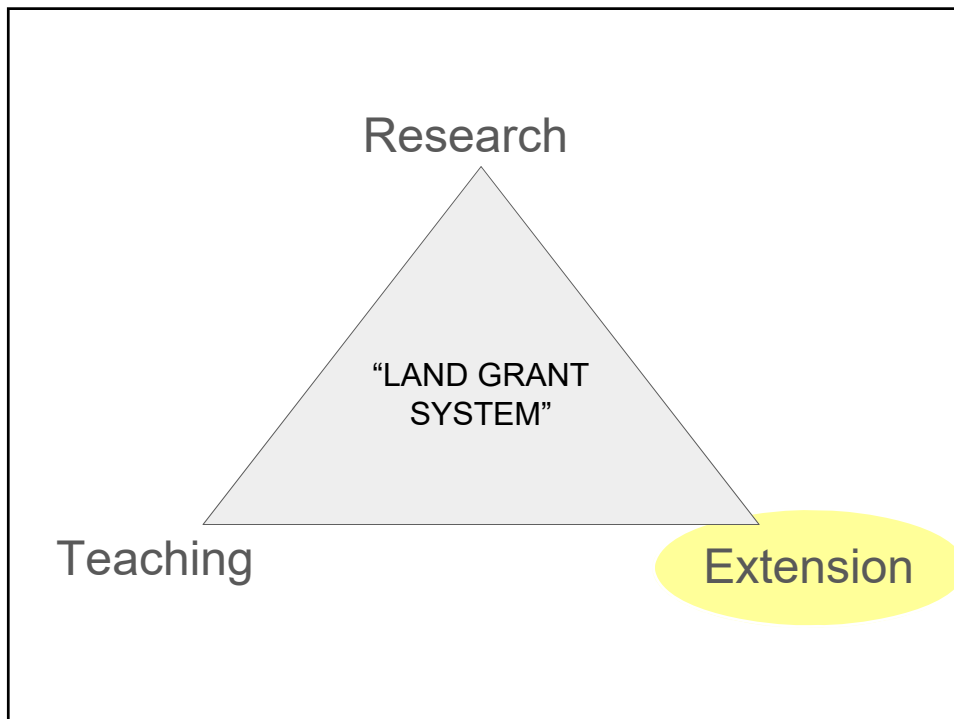 Research
“LAND GRANT
SYSTEM”
Teaching
Extension